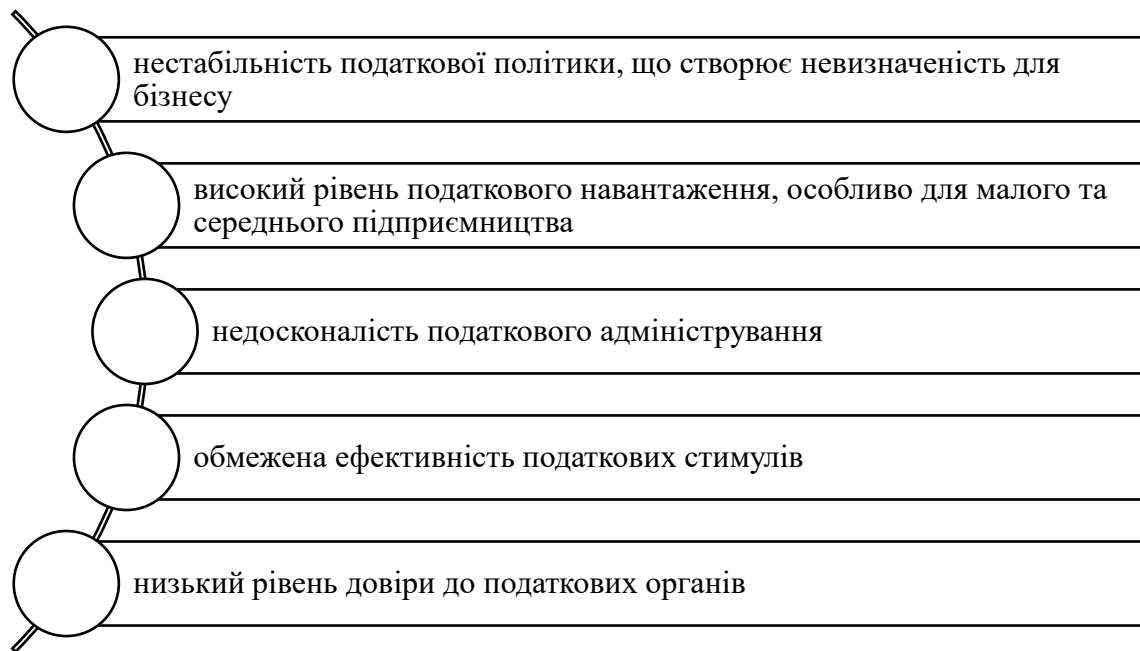 нестабільність податкової політики, що створює невизначеність для
бізнесу
високий рівень податкового навантаження, особливо для малого та
середнього підприємництва
недосконалість податкового адміністрування
обмежена ефективність податкових стимулів
низький рівень довіри до податкових органів